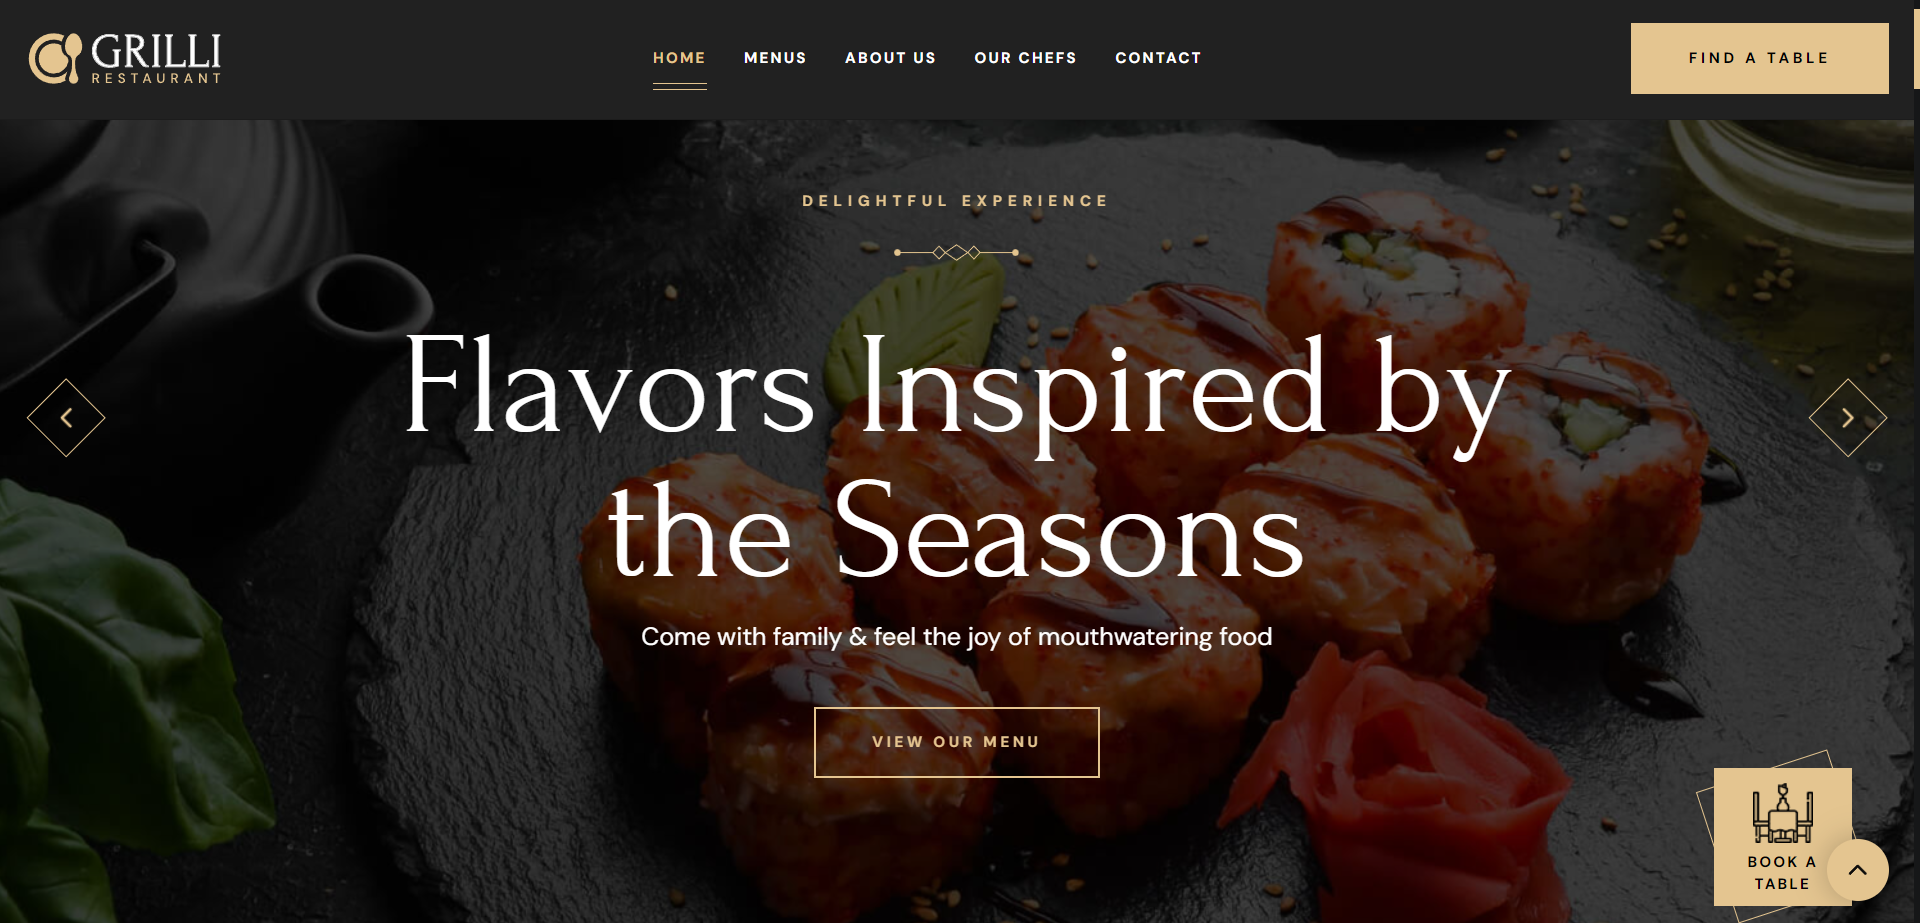 GRILLI
RESTAURANT
HOME
MENUS
ABOUT US
OUR CHEFS
CONTACT
FIND A TABLE
DELIGHTFUL EXPERIENCE
Flavors Inspired by
the Seasons
Come with family & feel the joy of mouthwatering food
VIEW OUR MENU
BOOK A
TABLE